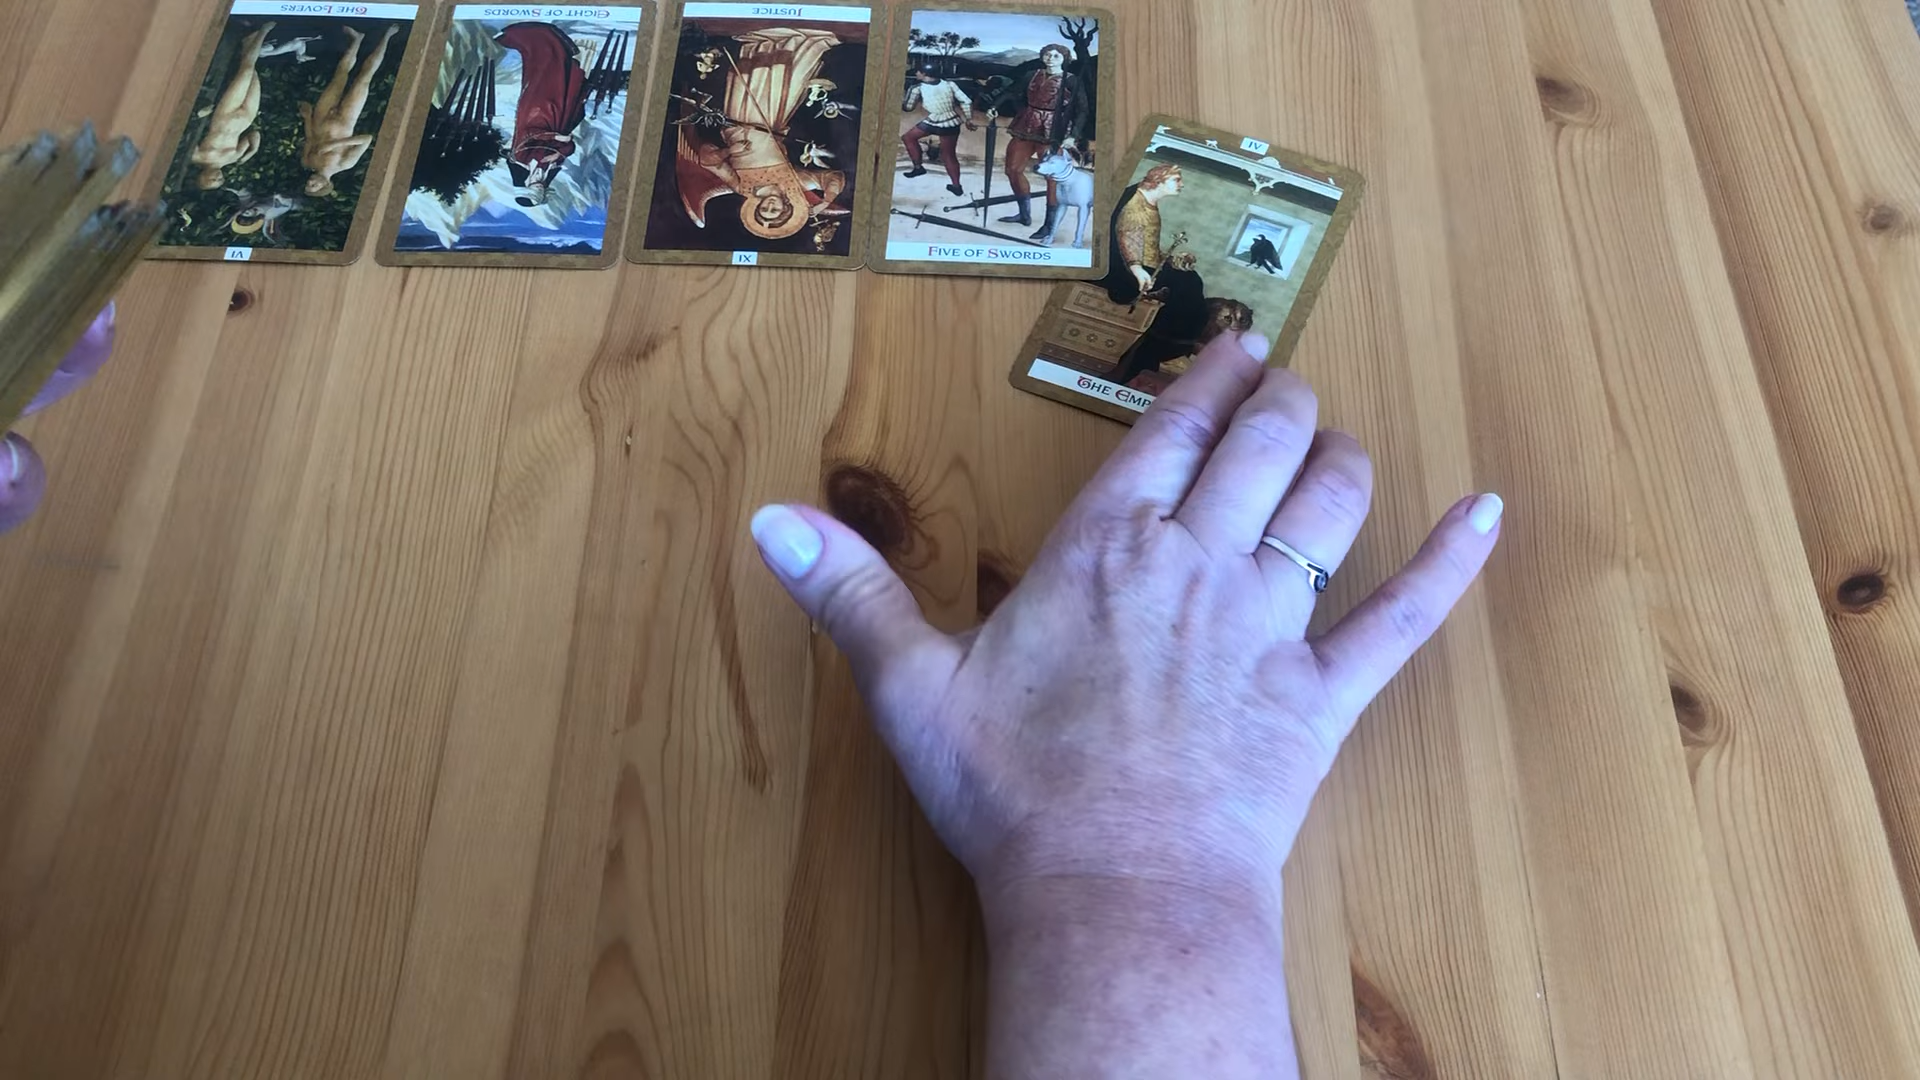 THE LOVERS
VI
EIGHT OF SWORDS
JUSTICE
XI
FIVE OF SWORDS
IV
THE EMP